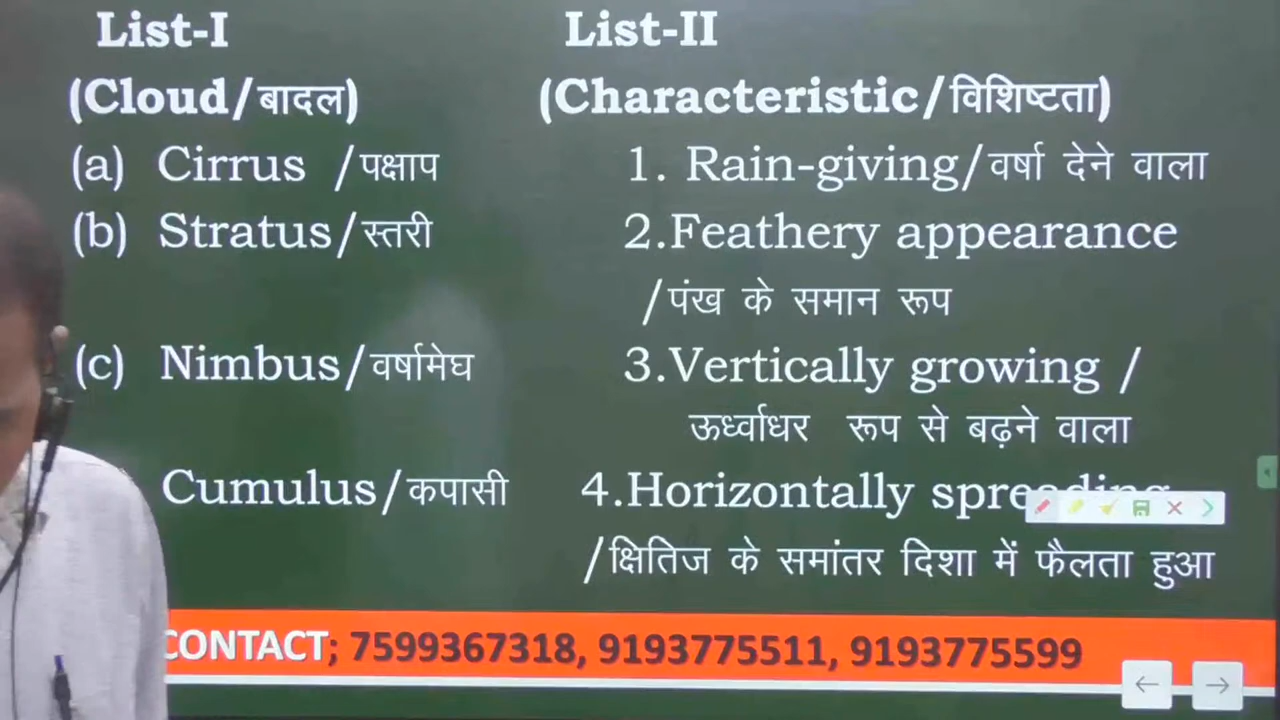 List-I List-II
(Cloud/बादल) (Characteristic/विशिष्टता)
(a) Cirrus /पक्षाप 1. Rain-giving/वर्षा देने वाला
(b) Stratus/स्तरी 2.Feathery appearance
/पंख के समान रूप
(c) Nimbus/वर्षामेघ 3.Vertically growing /
ऊर्ध्वाधर रूप से बढ़ने वाला
Cumulus/कपासी 4.Horizontally spreading
/क्षितिज के समांतर दिशा में फैलता हुआ
CONTACT; 7599367318, 9193775511, 9193775599